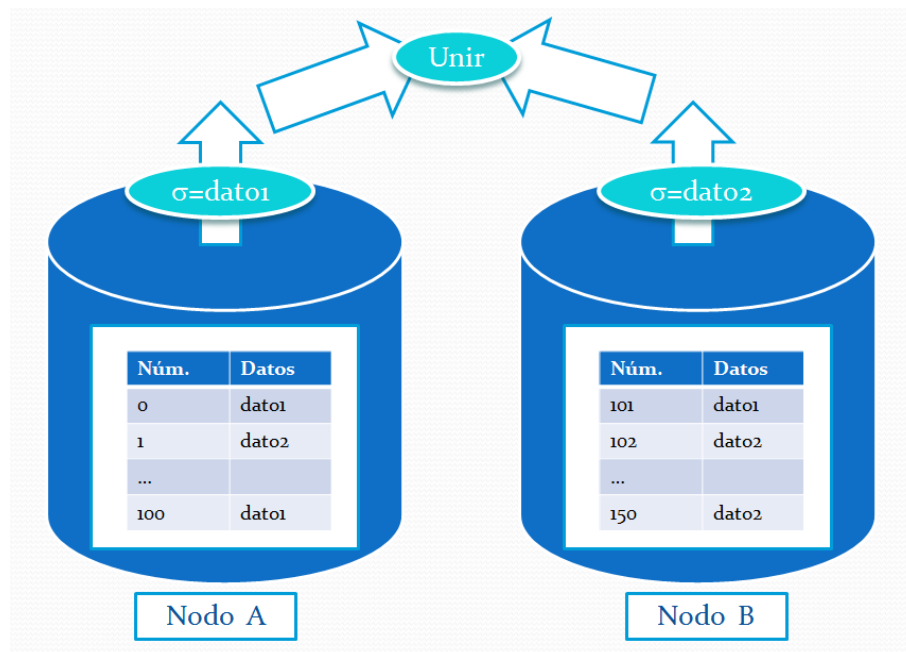 Unir
σ=dato1
σ=dato2
Núm. Datos
0 dato1
1 dato2
...
100 dato1
Núm. Datos
101 dato1
102 dato2
...
150 dato2
Nodo A
Nodo B